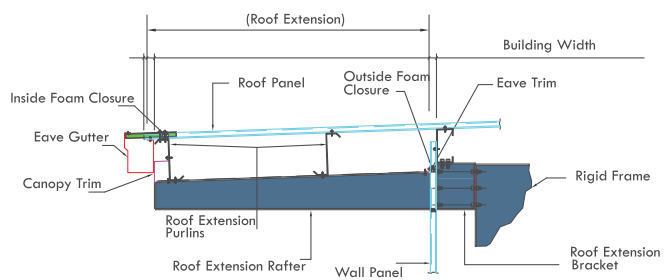 (Roof Extension)
Building Width
Roof Panel
Outside Foam
Closure
Eave Trim
Inside Foam Closure
Eave Gutter
Canopy Trim
Rigid Frame
Roof Extension
Purlins
Roof Extension Rafter
Wall Panel
Roof Extension
Bracket